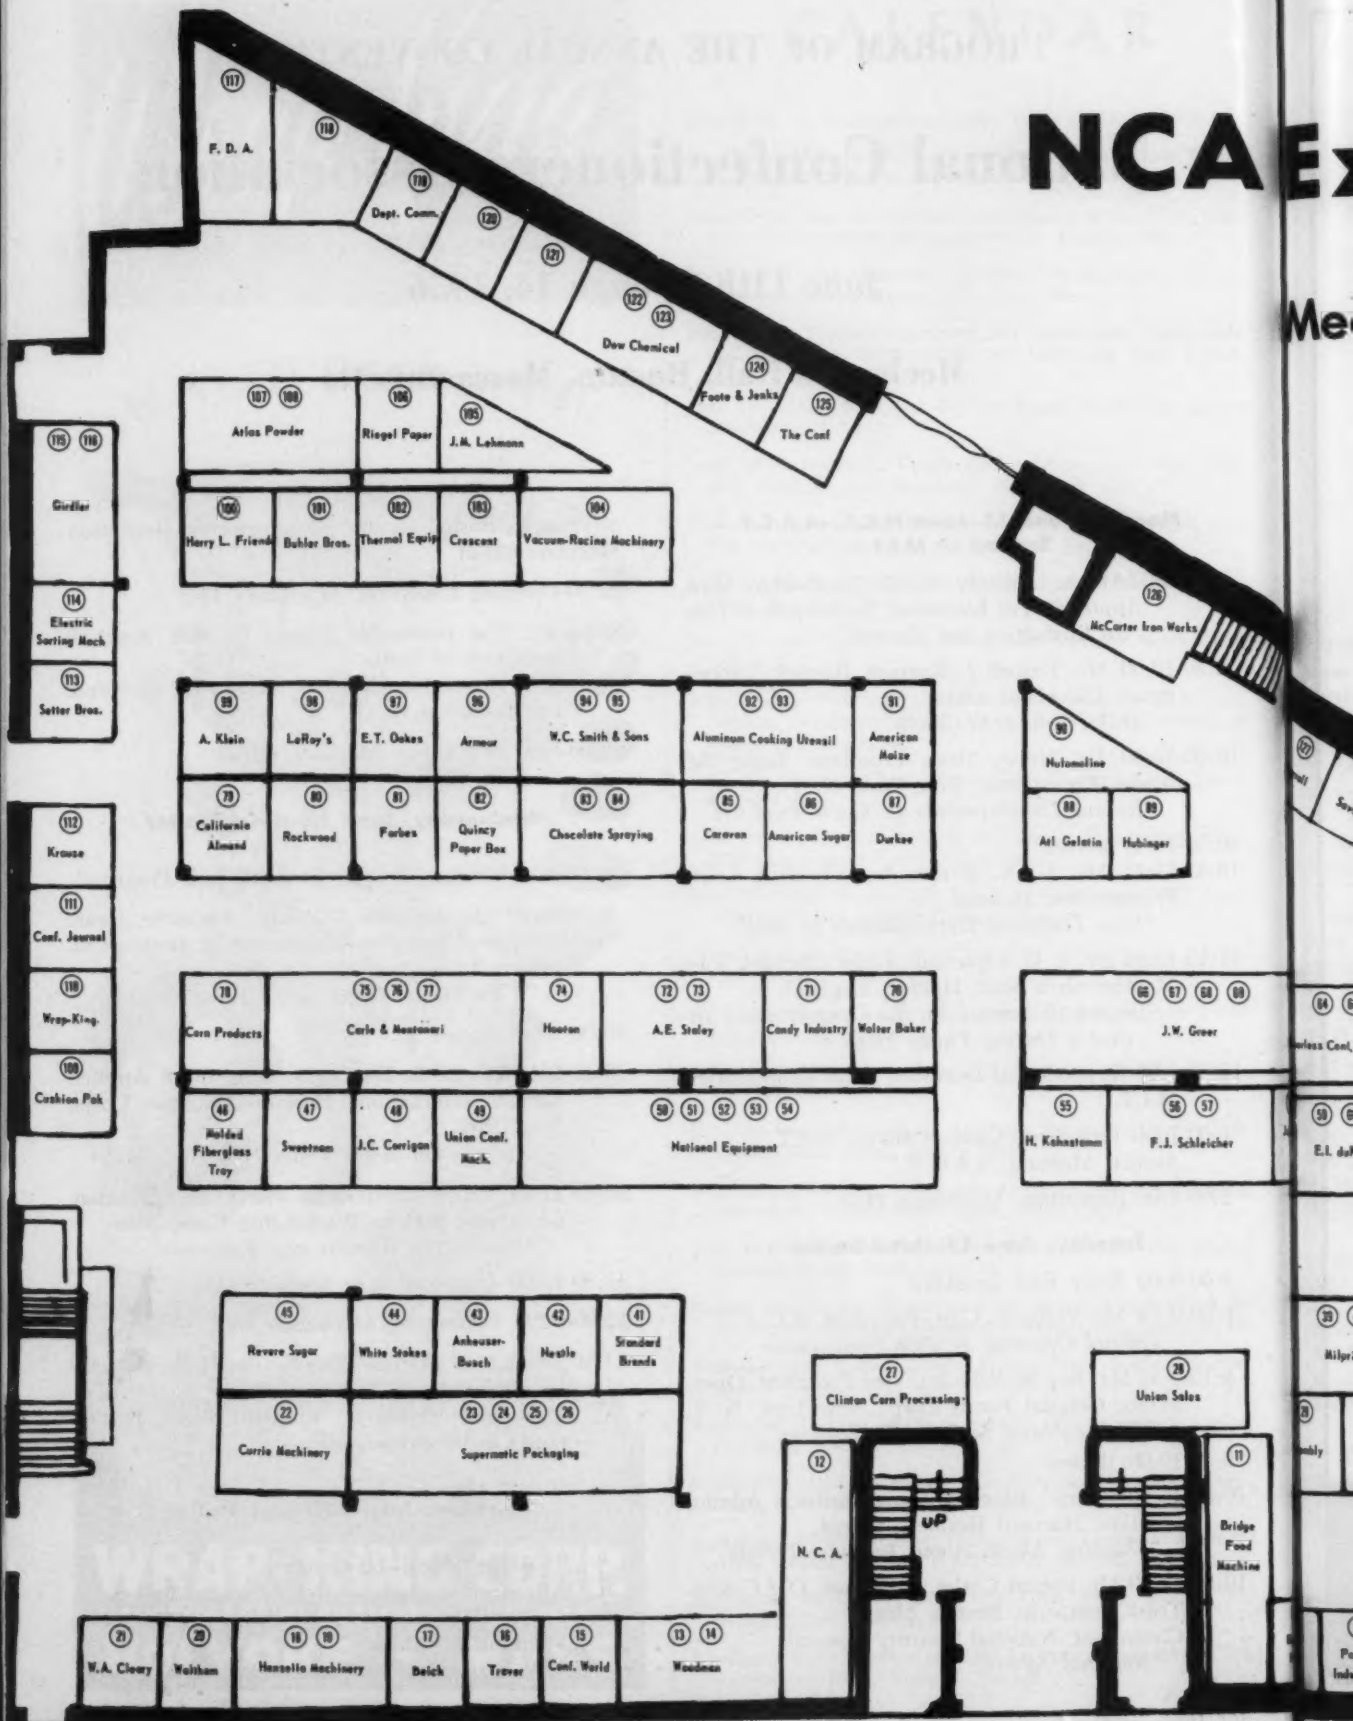 NCA Ex
117
F. D. A.
118
119
Dept. Comm.
120
121
122 123
Dow Chemical
124
Foote & Jenks
125
The Conf
107 108
Atlas Powder
106
Riegel Paper
105
J.M. Lehmann
115 116
Girdler
100
Harry L. Friend
101
Buhler Bros.
102
Thermal Equip
103
Crescent
104
Vacuum-Racine Machinery
114
Electric
Sorting Mach
113
Setter Bros.
126
McCarter Iron Works
99
A. Klein
98
LeRoy's
97
E.T. Oakes
96
Armour
94 95
W.C. Smith & Sons
92 93
Aluminum Cooking Utensil
91
American
Maize
90
Nulomoline
127
79
California
Almond
80
Rockwood
81
Forbes
82
Quincy
Paper Box
83 84
Chocolate Spraying
85
Caravan
86
American Sugar
87
Durkee
88
Atl Gelatin
89
Hubinger
112
Krause
111
Conf. Journal
110
Wrap-King.
109
Cushion Pak
78
Corn Products
75 76 77
Carle & Montanari
74
Hooton
72 73
A.E. Staley
71
Candy Industry
70
Walter Baker
66 67 68 69
J.W. Greer
64
46
Molded
Fiberglass
Tray
47
Sweetnam
48
J.C. Corrigan
49
Union Conf.
Mach.
50 51 52 53 54
National Equipment
55
H. Kohnstamm
56 57
F.J. Schleicher
59
E.I. du
45
Revere Sugar
44
White Stokes
43
Anheuser-
Busch
42
Nestle
41
Standard
Brands
39
22
Currie Machinery
23 24 25 26
Supermatic Packaging
27
Clinton Corn Processing
28
Union Sales
12
N. C. A.
UP
11
Bridge
Food
Machine
21
W.A. Cleary
20
Waltham
18 19
Hansella Machinery
17
Beich
16
Traver
15
Conf. World
13 14
Woodman